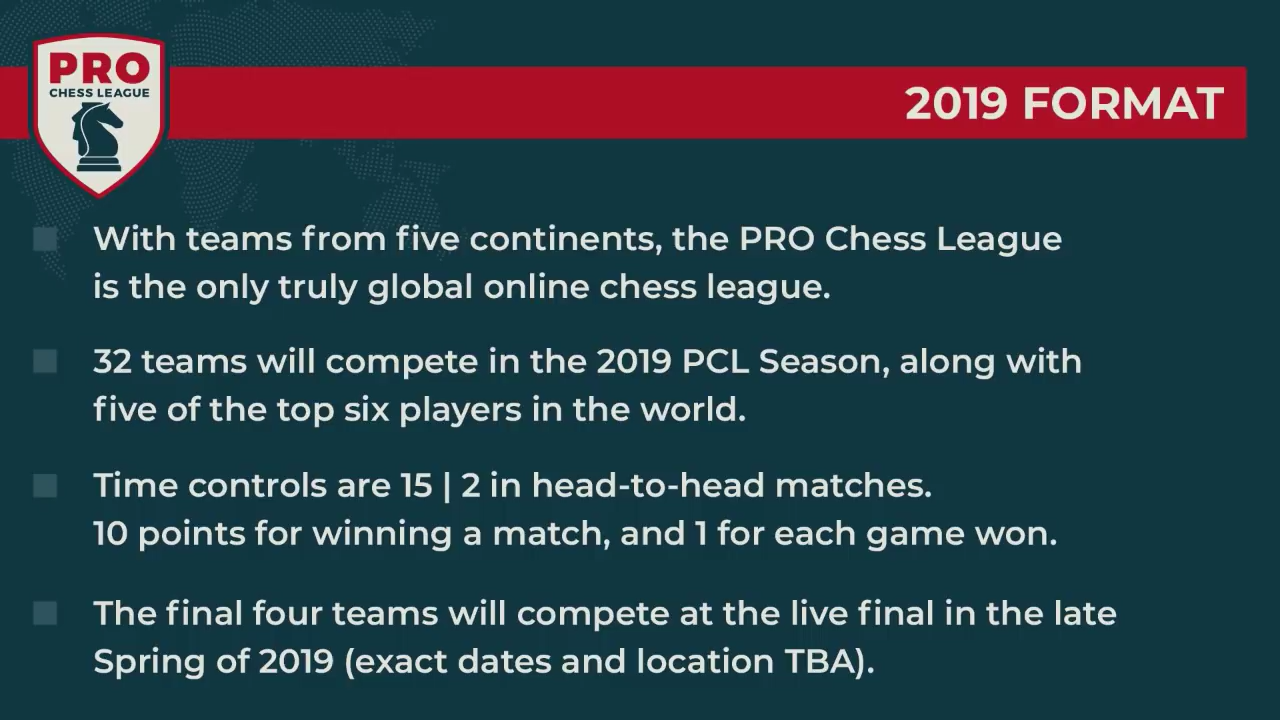 PRO
CHESS LEAGUE
2019 FORMAT
With teams from five continents, the PRO Chess League
is the only truly global online chess league.
32 teams will compete in the 2019 PCL Season, along with
five of the top six players in the world.
Time controls are 15 | 2 in head-to-head matches.
10 points for winning a match, and 1 for each game won.
The final four teams will compete at the live final in the late
Spring of 2019 (exact dates and location TBA).